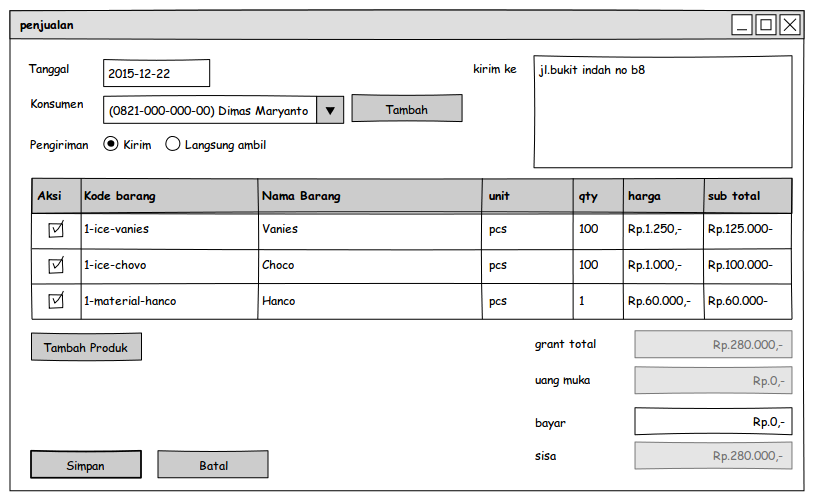 penjualan
Tanggal 2015-12-22 kirim ke jl.bukit indah no b8
Konsumen (0821-000-000-00) Dimas Maryanto Tambah
Pengiriman Kirim Langsung ambil
Aksi Kode barang Nama Barang unit qty harga sub total
1-ice-vanies Vanies pcs 100 Rp.1.250,- Rp.125.000-
1-ice-chovo Choco pcs 100 Rp.1.000,- Rp.100.000-
1-material-hanco Hanco pcs 1 Rp.60.000,- Rp.60.000-
Tambah Produk grant total Rp.280.000,-
uang muka Rp.0,-
bayar Rp.0,-
Simpan Batal sisa Rp.280.000,-